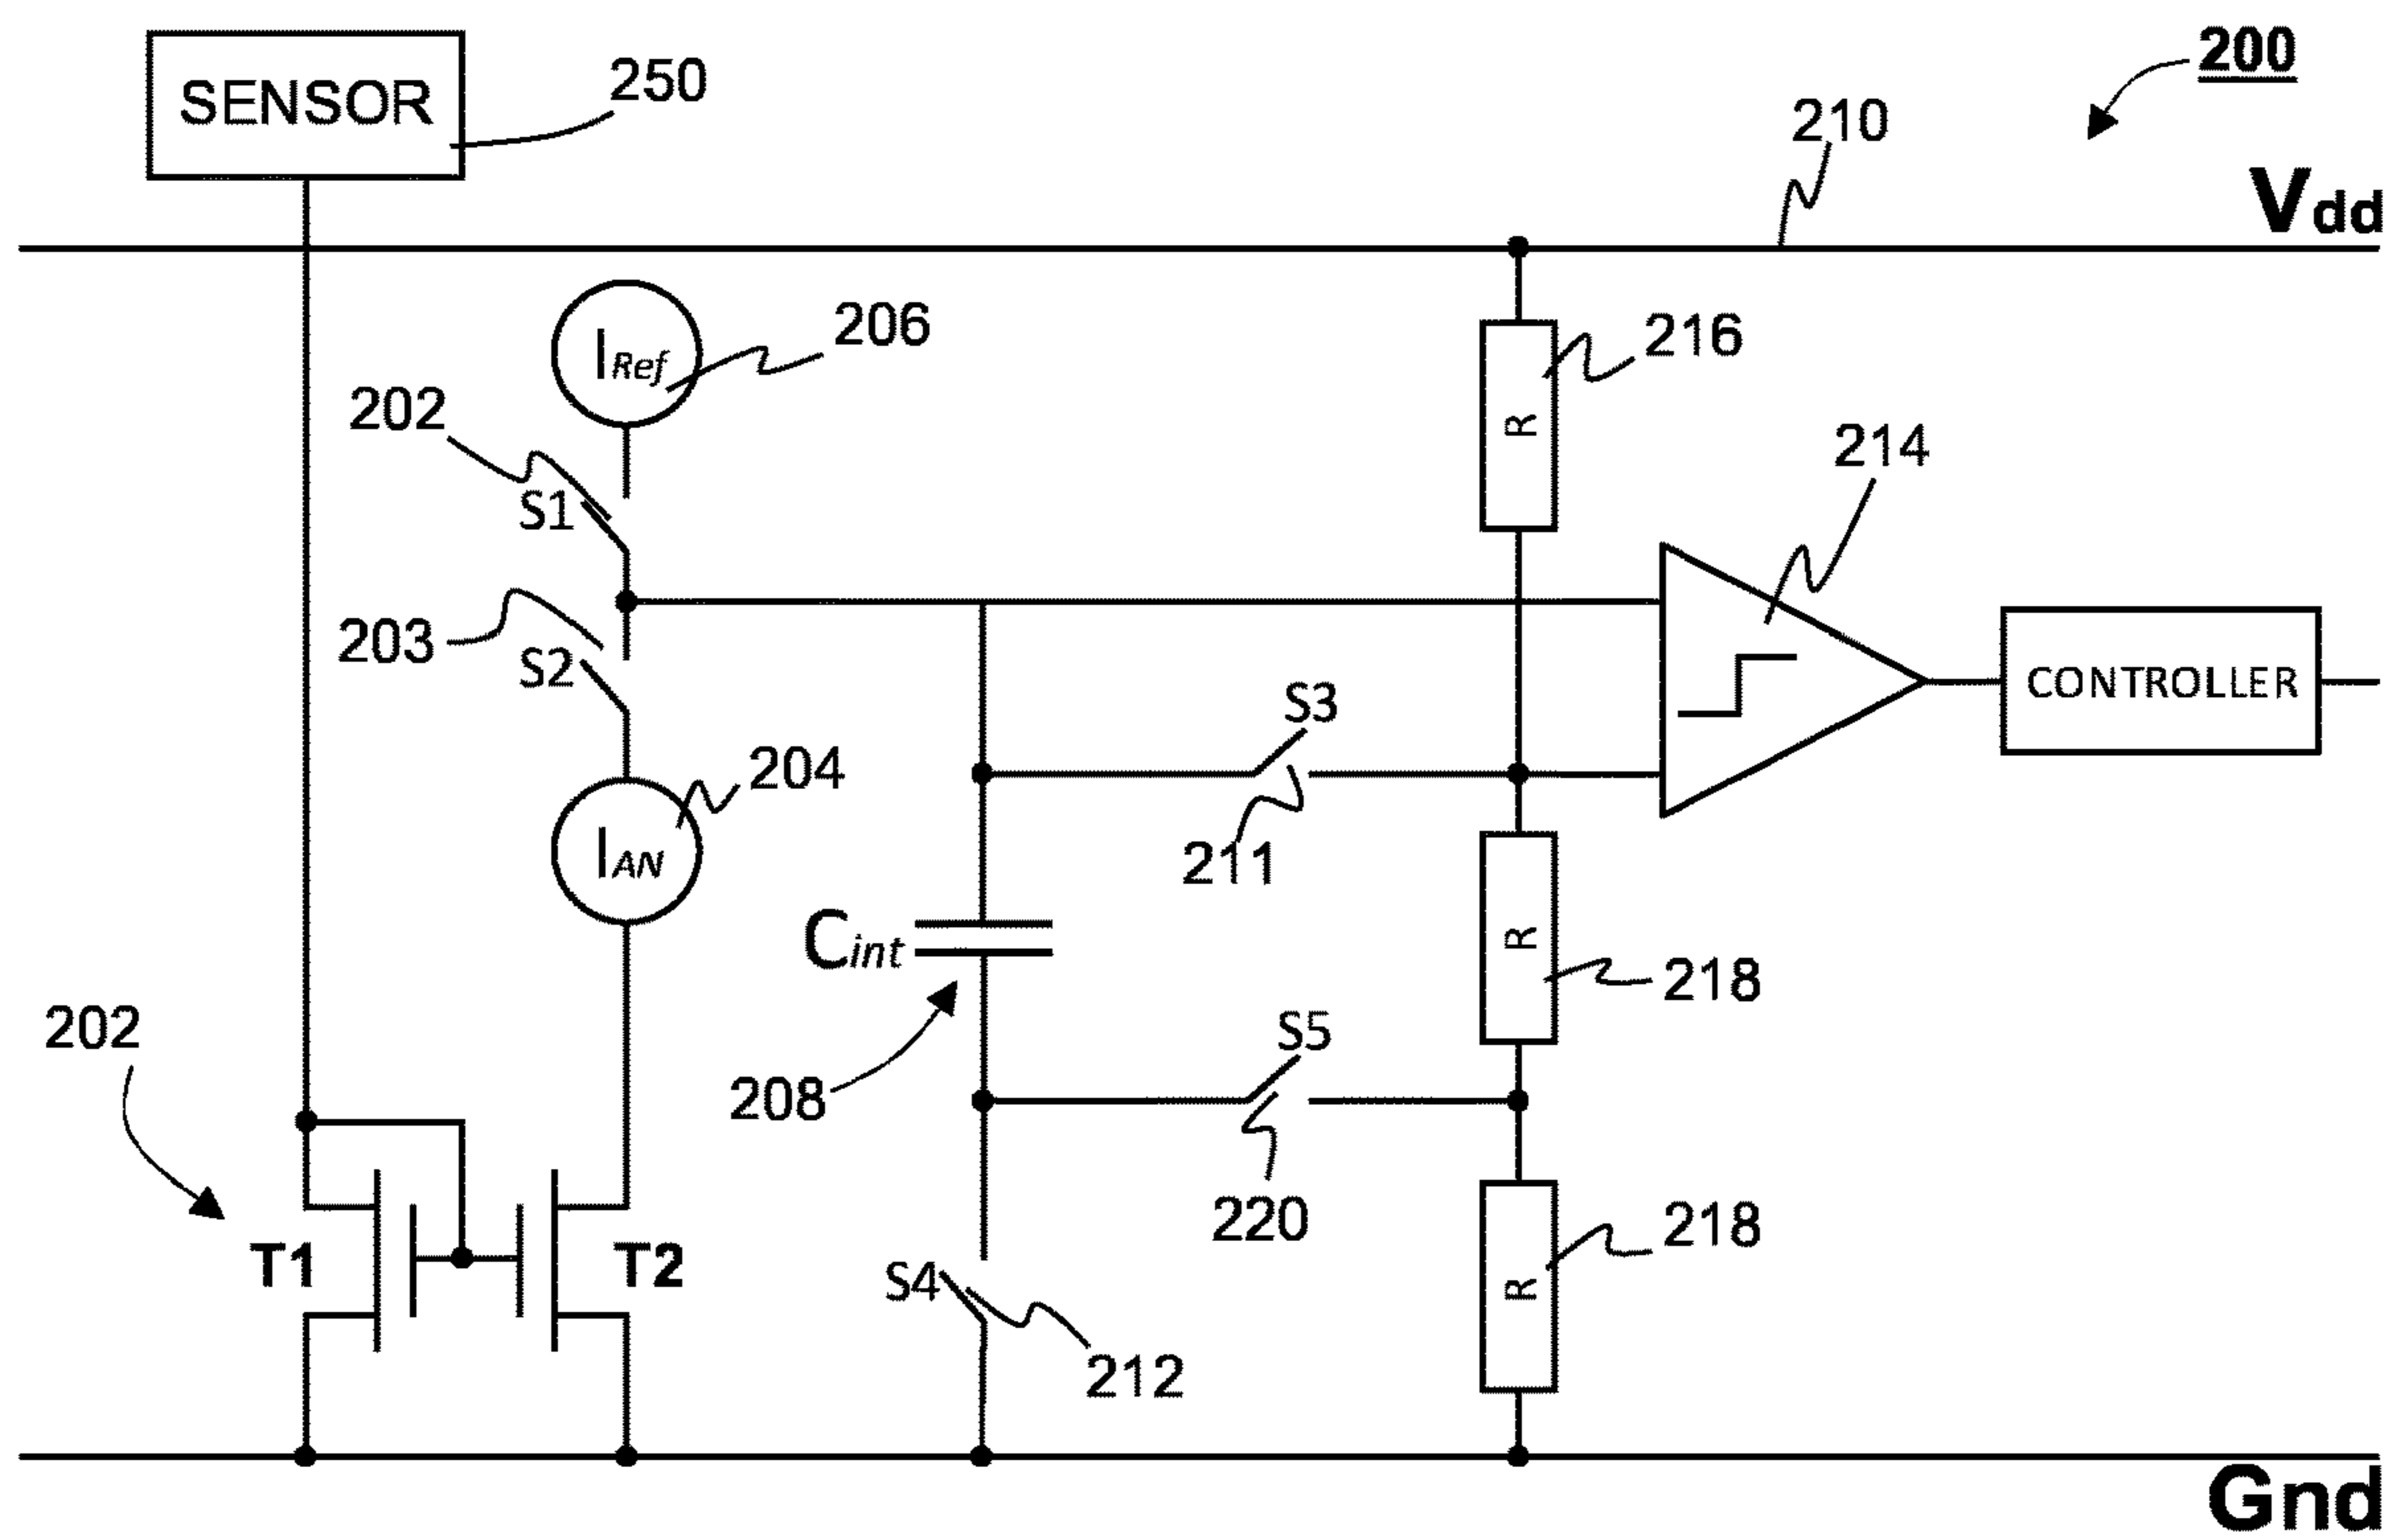 200
SENSOR
250
210
Vdd
IRef
206
216
202
R
214
S1
203
S2
S3
CONTROLLER
204
IAN
211
R
Cint
218
202
S5
208
220
218
T1
T2
R
S4
212
Gnd